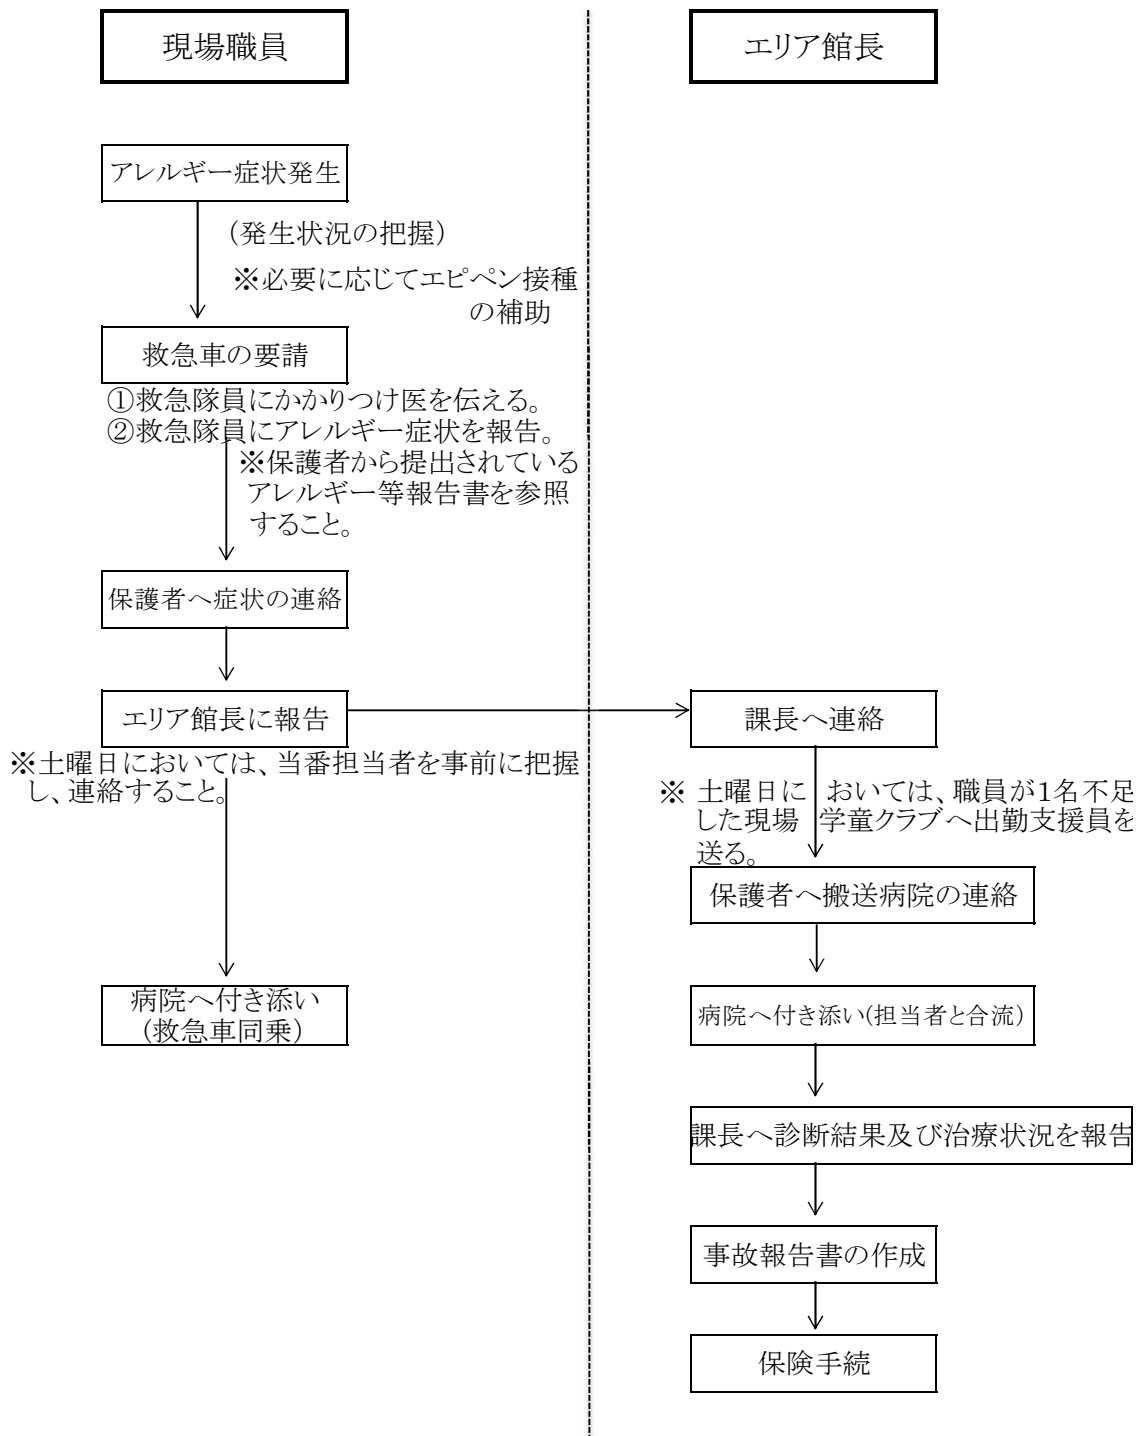 現場職員
エリア館長
アレルギー症状発生
(発生状況の把握)
※必要に応じてエピペン接種
の補助
救急車の要請
①救急隊員にかかりつけ医を伝える。
②救急隊員にアレルギー症状を報告。
※保護者から提出されている
アレルギー等報告書を参照
すること。
保護者へ症状の連絡
エリア館長に報告
※土曜日においては、当番担当者を事前に把握
し、連絡すること。
病院へ付き添い
(救急車同乗)
課長へ連絡
※ 土曜日に おいては、職員が1名不足
した現場 学童クラブへ出勤支援員を
送る。
保護者へ搬送病院の連絡
病院へ付き添い(担当者と合流)
課長へ診断結果及び治療状況を報告
事故報告書の作成
保険手続